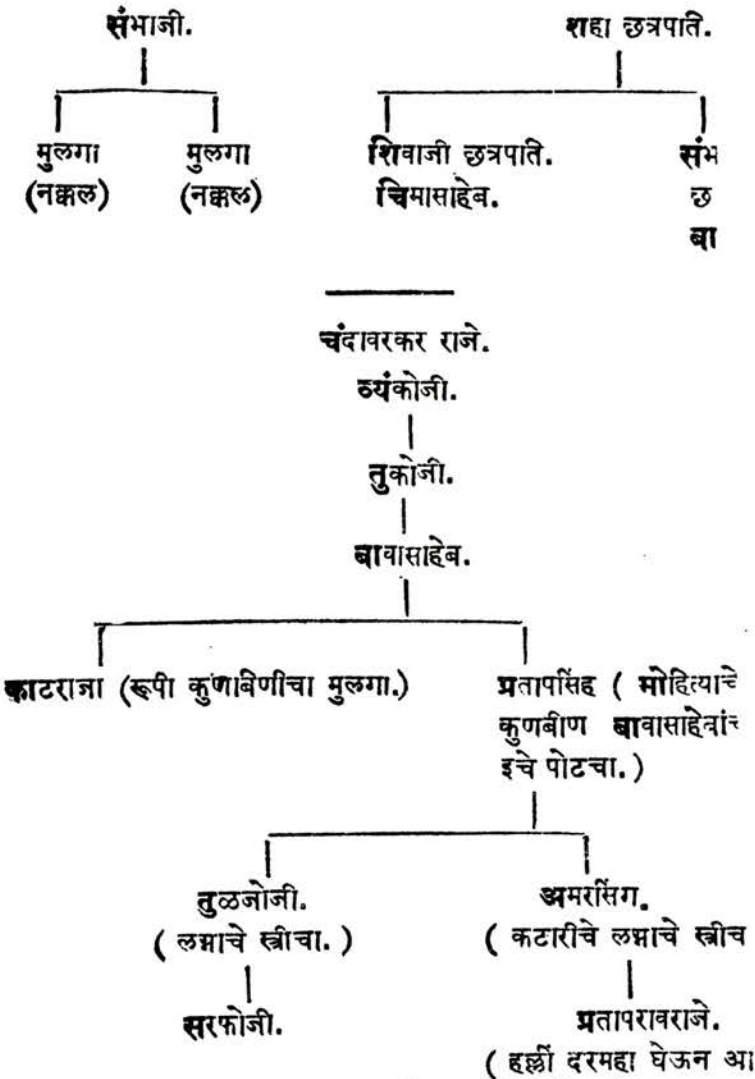 संभाजी. शहा छत्रपति.
मुलगा मुलगा शिवाजी छत्रपति.
(नक्कल) (नक्कल) चिमासाहेब.
चंदावरकर राजे.
व्यंकोजी.
तुकोजी.
बावासाहेब.
काटराजा (रूपी कुणबिणीचा मुलगा.) प्रतापसिंह ( मोहित्याचे
कुणबीण
इचे पोटचा.)
तुळजोजी. अमरसिंग.
( लग्नाचे स्त्रीचा. ) ( कटारीचे लग्नाचे स्त्रीच
सरफोजी. प्रतापरावराजे.
( हल्लीं दरमहा घेऊन